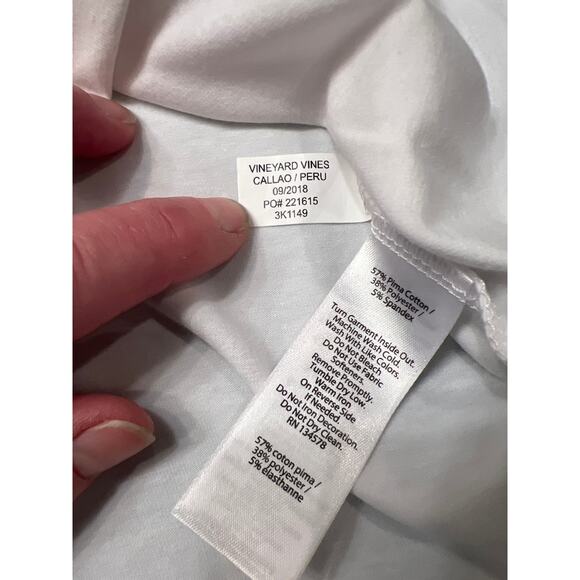 VINEYARD VINES
CALLAO / PERU
09/2018
PO# 221615
3K1149
57% Pima Cotton /
38% Polyester /
5% Spandex
Turn Garment Inside Out.
Machine Wash Cold.
Wash With Like Colors.
Do Not Bleach
Do Not Use Fabric
Softeners.
Remove Promptly.
Tumble Dry Low.
Warm Iron
On Reverse Side
If Needed.
Do Not Iron Decoration.
Do Not Dry Clean.
RN 134578
57% coton pima /
38% polyester /
5% élasthanne